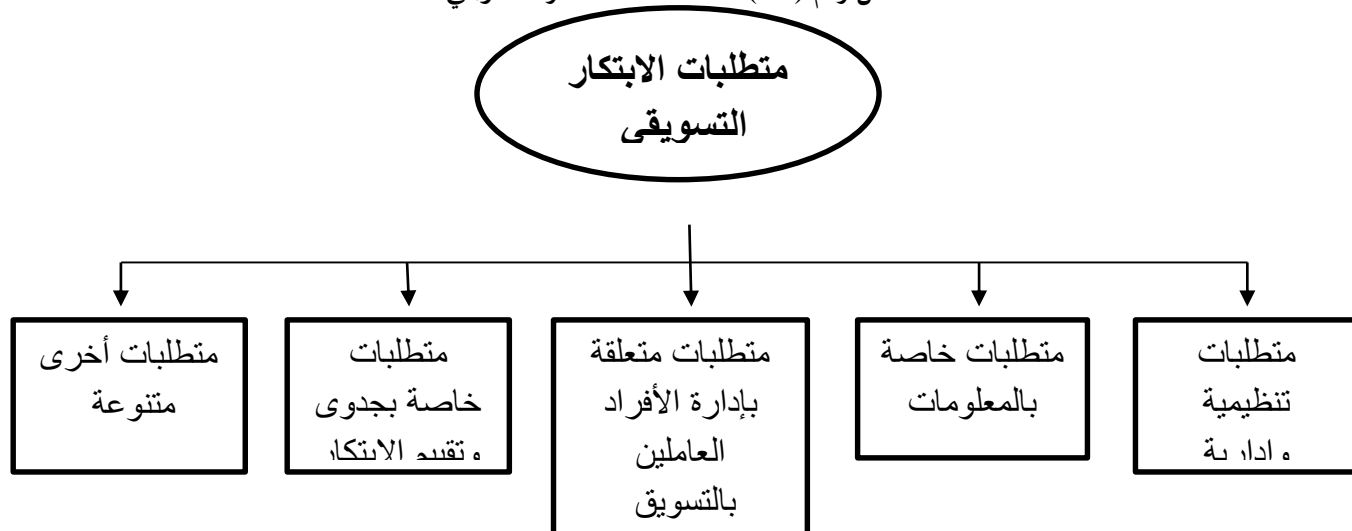 متطلبات الابتكار
التسويقي
متطلبات
تنظيمية
وإدارية
متطلبات خاصة
بالمعلومات
متطلبات متعلقة
بإدارة الأفراد
العاملين
بالتسويق
متطلبات
خاصة بجدوى
وتقييم الابتكار
متطلبات أخرى
متنوعة